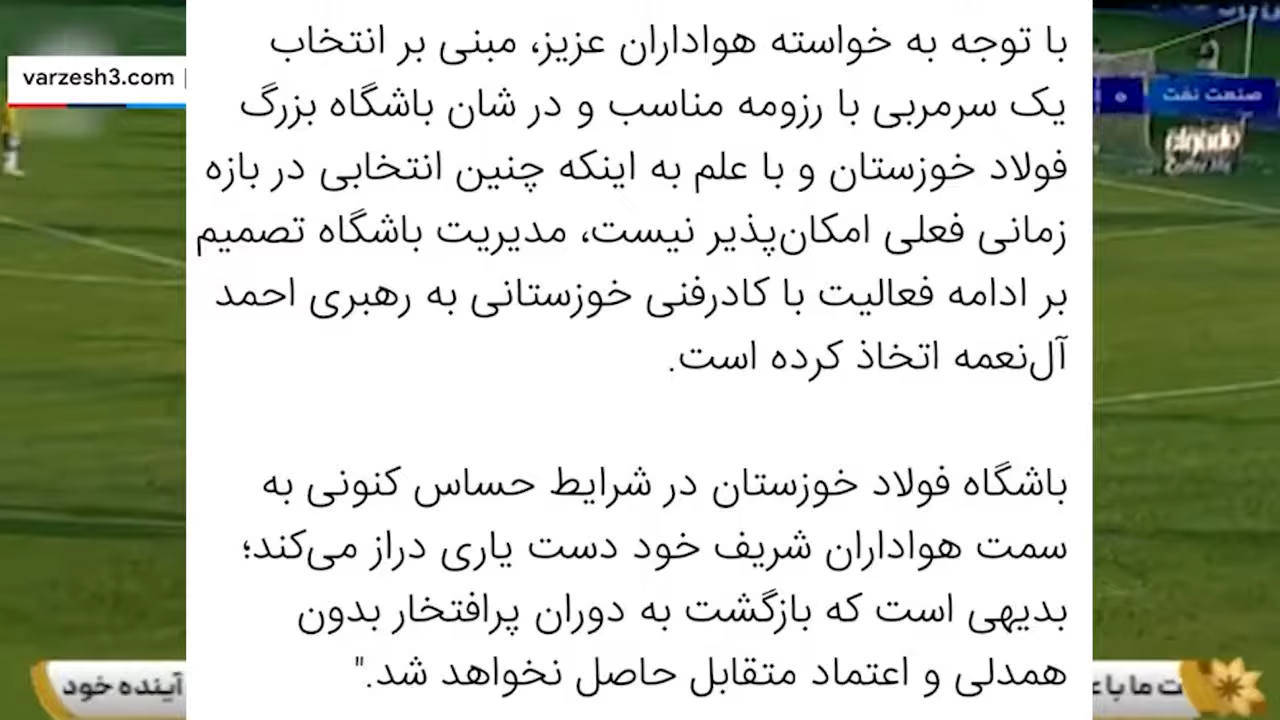 با توجه به خواسته هواداران عزیز، مبنی بر انتخاب
یک سرمربی با رزومه مناسب و در شان باشگاه بزرگ
فولاد خوزستان و با علم به اینکه چنین انتخابی در بازه
زمانی فعلی امکان‌پذیر نیست، مدیریت باشگاه تصمیم
بر ادامه فعالیت با کادرفنی خوزستانی به رهبری احمد
آل‌نعمه اتخاذ کرده است.
باشگاه فولاد خوزستان در شرایط حساس کنونی به
سمت هواداران شریف خود دست یاری دراز می‌کند؛
بدیهی است که بازگشت به دوران پرافتخار بدون
همدلی و اعتماد متقابل حاصل نخواهد شد."
varzesh3.com
صنعت نفت ۰
ت ما با
آینده خود